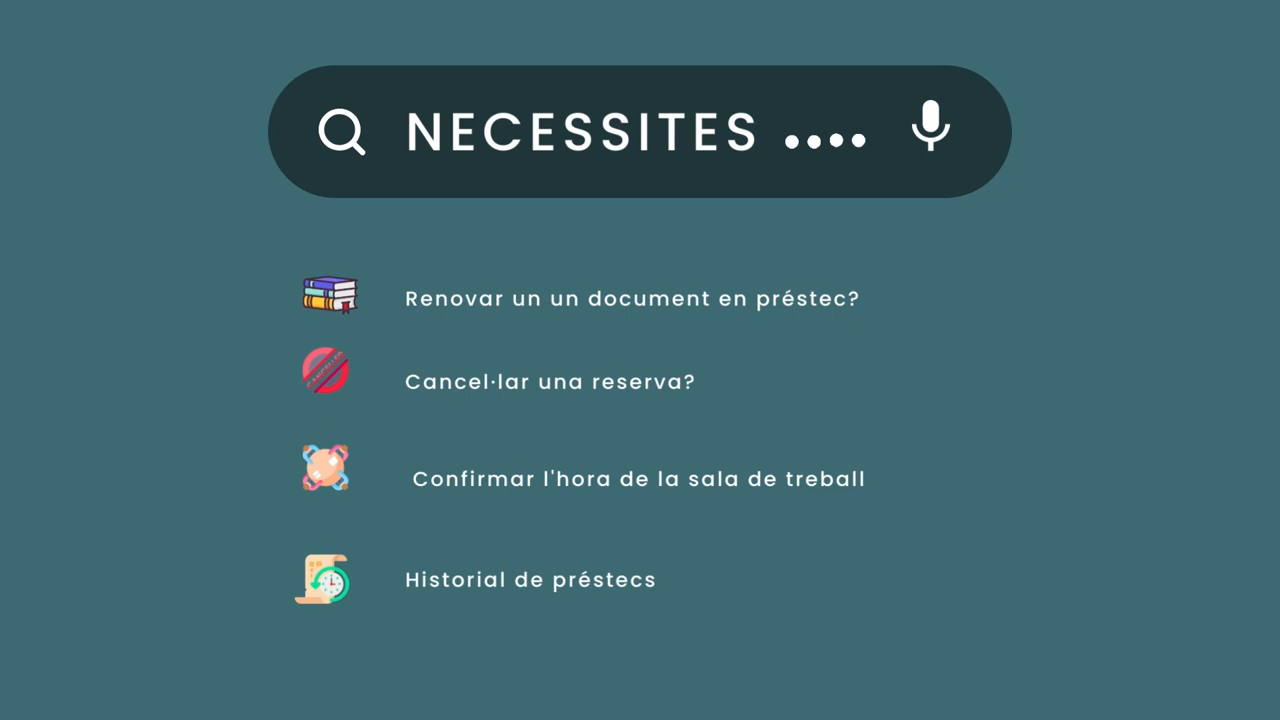 NECESSITES ....
Renovar un un document en préstec?
Cancel·lar una reserva?
Confirmar l'hora de la sala de treball
Historial de préstecs